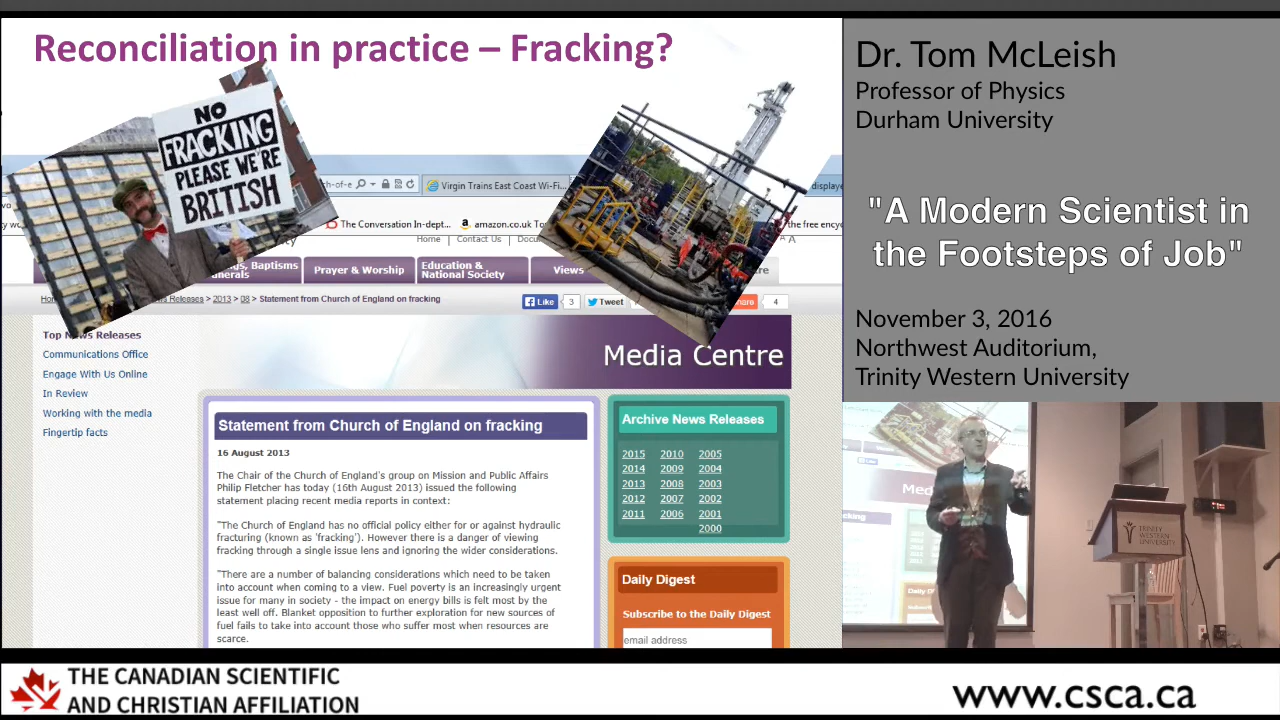 Reconciliation in practice – Fracking?
NO
FRACKING
PLEASE WE'RE
BRITISH
h-of-e
Virgin Trains East Coast Wi-Fi...
displaye
The Conversation In-dept...
amazon.co.uk
the free encyc
Home | Contact Us |
A
Baptisms
Prayer & Worship
Education &
National Society
Views
Releases > 2013 > 08 > Statement from Church of England on fracking
Like 3
Tweet
4
Top News Releases
Communications Office
Engage With Us Online
In Review
Working with the media
Fingertip facts
Media Centre
Statement from Church of England on fracking
16 August 2013
The Chair of the Church of England's group on Mission and Public Affairs
Philip Fletcher has today (16th August 2013) issued the following
statement placing recent media reports in context:
"The Church of England has no official policy either for or against hydraulic
fracturing (known as 'fracking'). However there is a danger of viewing
fracking through a single issue lens and ignoring the wider considerations.
"There are a number of balancing considerations which need to be taken
into account when coming to a view. Fuel poverty is an increasingly urgent
issue for many in society - the impact on energy bills is felt most by the
least well off. Blanket opposition to further exploration for new sources of
fuel fails to take into account those who suffer most when resources are
scarce.
Archive News Releases
2015 2010 2005
2014 2009 2004
2013 2008 2003
2012 2007 2002
2011 2006 2001
2000
Daily Digest
Subscribe to the Daily Digest
email address
Dr. Tom McLeish
Professor of Physics
Durham University
"A Modern Scientist in
the Footsteps of Job"
November 3, 2016
Northwest Auditorium,
Trinity Western University
TRINITY
WESTERN
UNIVERSITY
THE CANADIAN SCIENTIFIC
AND CHRISTIAN AFFILIATION
www.csca.ca